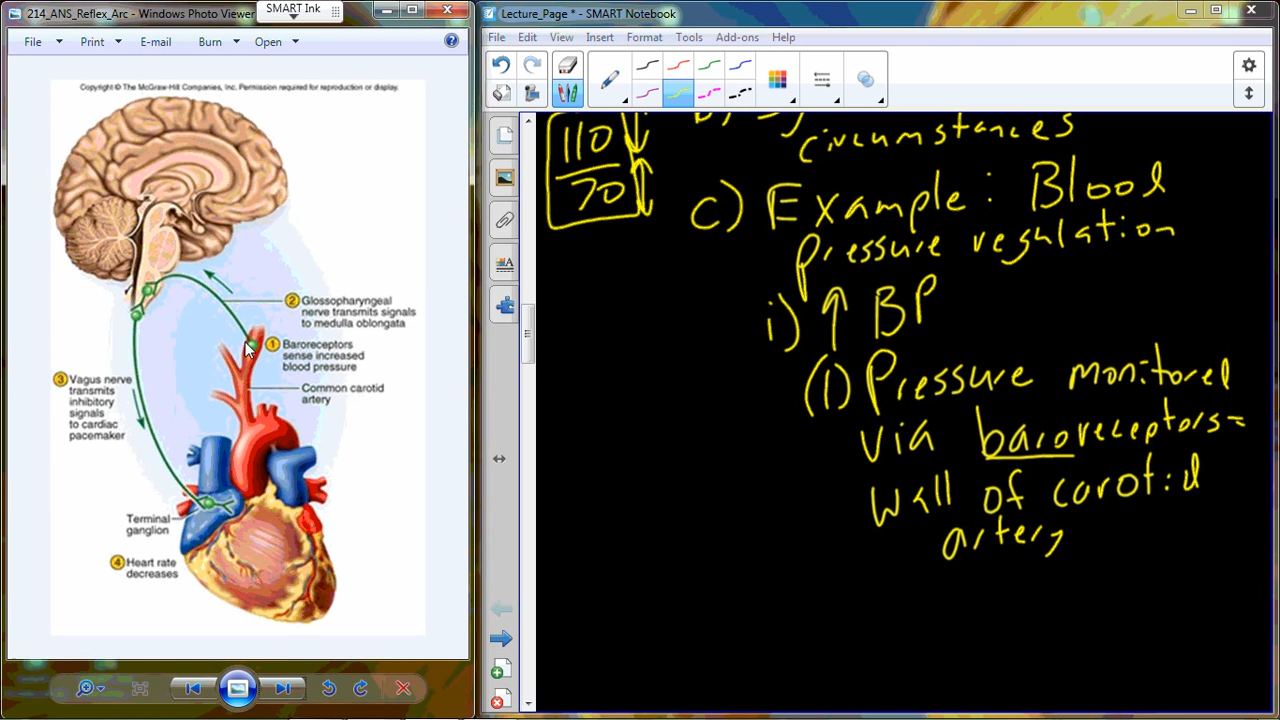 214_ANS_Reflex_Arc - Windows Photo Viewer
SMART Ink
File Print E-mail Burn Open
Copyright © The McGraw-Hill Companies, Inc. Permission required for reproduction or display.
2 Glossopharyngeal
nerve transmits signals
to medulla oblongata
1 Baroreceptors
sense increased
blood pressure
Common carotid
artery
3 Vagus nerve
transmits
inhibitory
signals
to cardiac
pacemaker
Terminal
ganglion
4 Heart rate
decreases
Lecture_Page * - SMART Notebook
File Edit View Insert Format Tools Add-ons Help
110 ↓
70 ↕
circumstances
c) Example: Blood
pressure regulation
i) ↑ BP
(1) Pressure monitored
via baroreceptors=
wall of carotid
artery